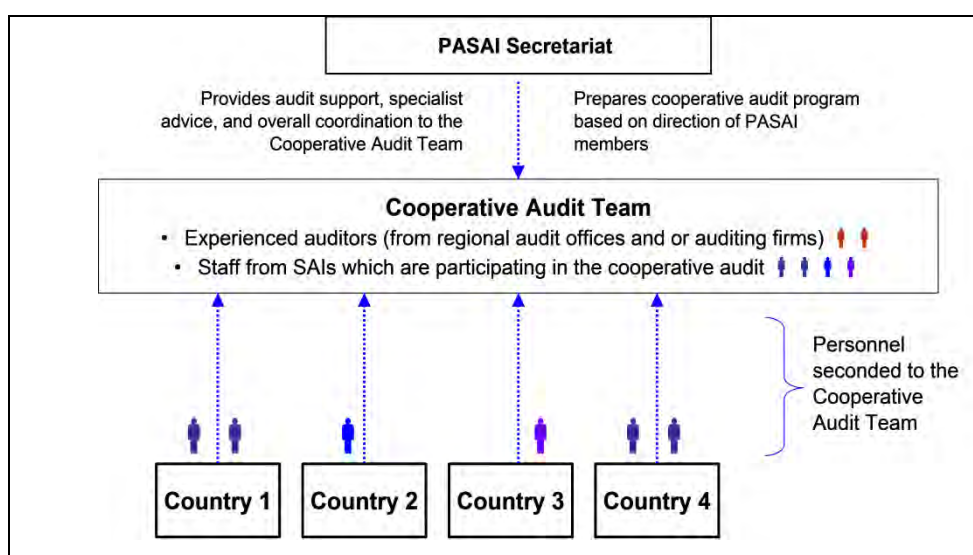 PASAI Secretariat
Provides audit support, specialist
advice, and overall coordination to the
Cooperative Audit Team
Prepares cooperative audit program
based on direction of PASAI
members
Cooperative Audit Team
• Experienced auditors (from regional audit offices and or auditing firms)
• Staff from SAIs which are participating in the cooperative audit
Personnel
seconded to the
Cooperative
Audit Team
Country 1
Country 2
Country 3
Country 4